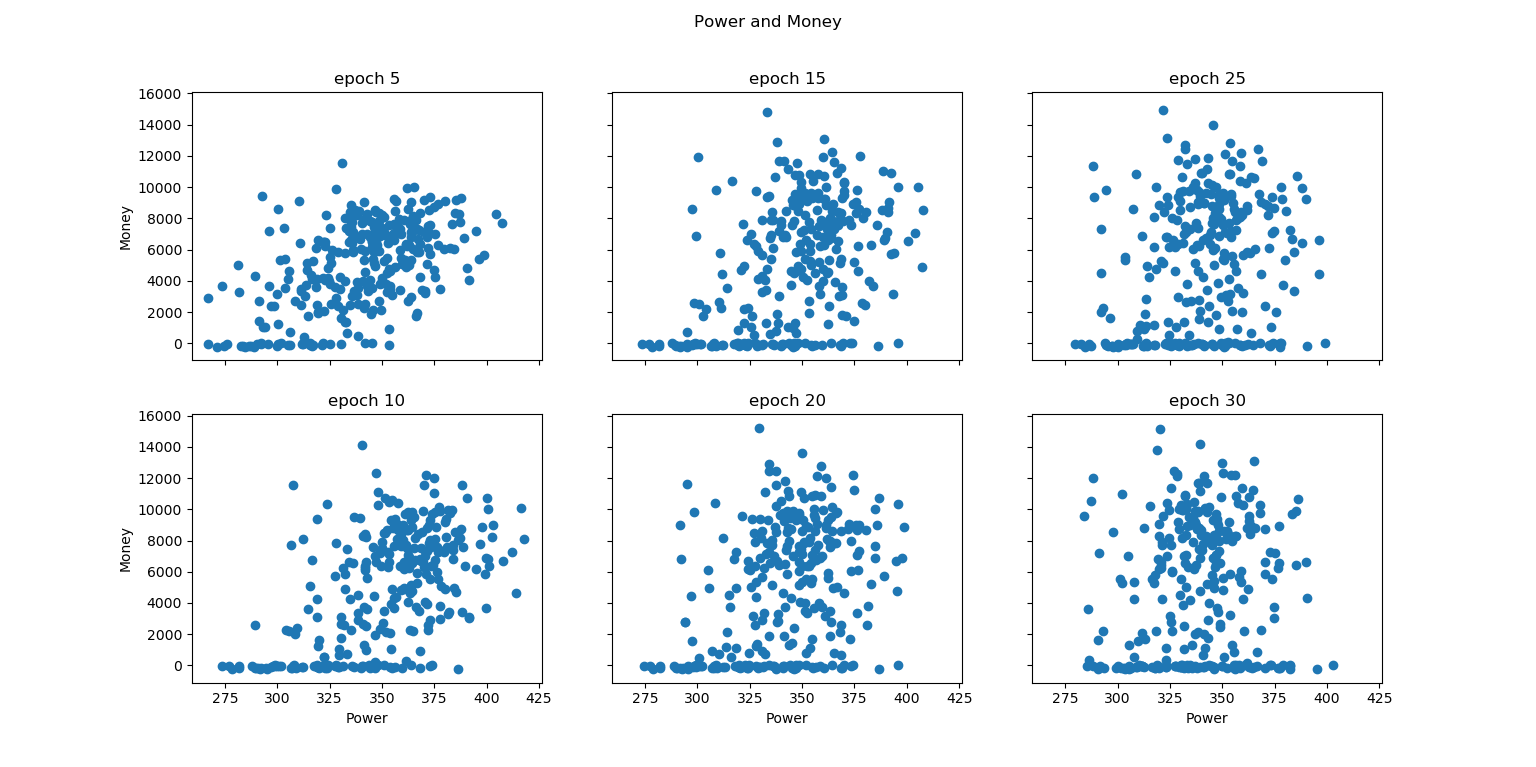 Power and Money
epoch 5
epoch 15
epoch 25
16000
14000
12000
10000
8000
6000
4000
2000
0
Money
epoch 10
epoch 20
epoch 30
16000
14000
12000
10000
8000
6000
4000
2000
0
Money
275 300 325 350 375 400 425
275 300 325 350 375 400 425
275 300 325 350 375 400 425
Power
Power
Power